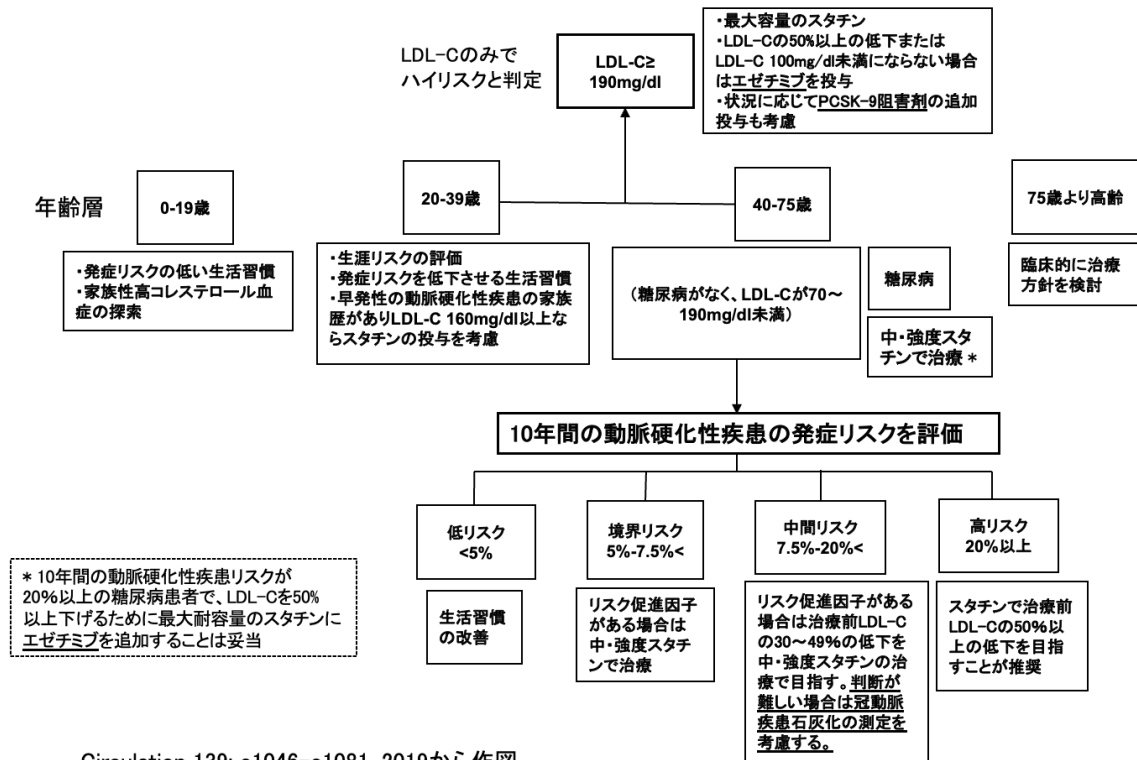 LDL-Cのみで
ハイリスクと判定
LDL-C≥
190mg/dl
・最大容量のスタチン
・LDL-Cの50%以上の低下または
LDL-C 100mg/dl未満にならない場合
はエゼチミブを投与
・状況に応じてPCSK-9阻害剤の追加
投与も考慮
年齢層
0-19歳
20-39歳
40-75歳
75歳より高齢
・発症リスクの低い生活習慣
・家族性高コレステロール血
症の探索
・生涯リスクの評価
・発症リスクを低下させる生活習慣
・早発性の動脈硬化性疾患の家族
歴がありLDL-C 160mg/dl以上な
らスタチンの投与を考慮
（糖尿病がなく、LDL-Cが70～
190mg/dl未満）
糖尿病
中・強度スタ
チンで治療 *
臨床的に治療
方針を検討
10年間の動脈硬化性疾患の発症リスクを評価
低リスク
<5%
境界リスク
5%-7.5%<
中間リスク
7.5%-20%<
高リスク
20%以上
生活習慣
の改善
リスク促進因子
がある場合は
中・強度スタチ
ンで治療
リスク促進因子がある
場合は治療前LDL-C
の30～49%の低下を
中・強度スタチンの治
療で目指す。判断が
難しい場合は冠動脈
疾患石灰化の測定を
考慮する。
スタチンで治療前
LDL-Cの50%以
上の低下を目指
すことが推奨
* 10年間の動脈硬化性疾患リスクが
20%以上の糖尿病患者で、LDL-Cを50%
以上下げるために最大耐容量のスタチンに
エゼチミブを追加することは妥当
Circulation 139: e1046-e1081, 2019から作図